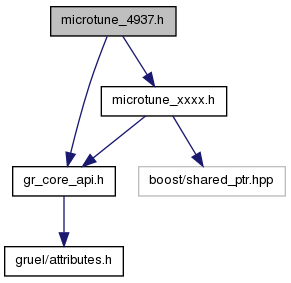 microtune_4937.h
microtune_xxxx.h
gr_core_api.h
boost/shared_ptr.hpp
gruel/attributes.h